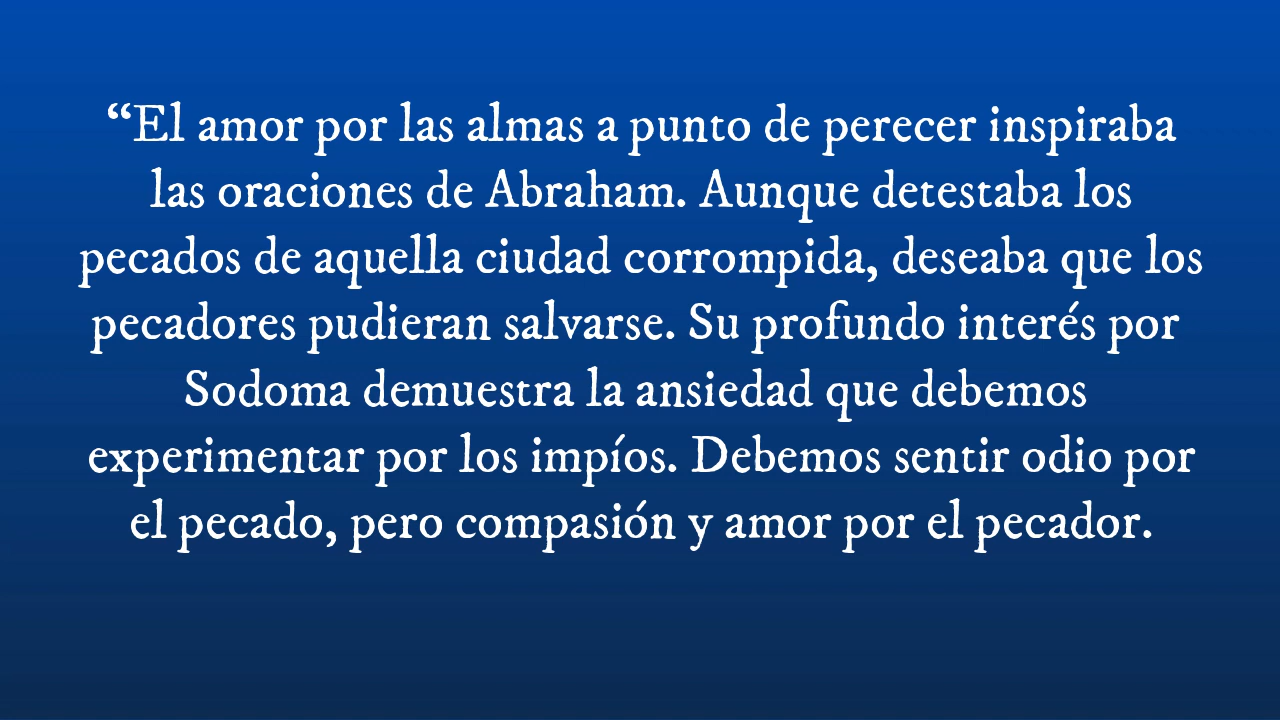 “El amor por las almas a punto de perecer inspiraba
las oraciones de Abraham. Aunque detestaba los
pecados de aquella ciudad corrompida, deseaba que los
pecadores pudieran salvarse. Su profundo interés por
Sodoma demuestra la ansiedad que debemos
experimentar por los impíos. Debemos sentir odio por
el pecado, pero compasión y amor por el pecador.